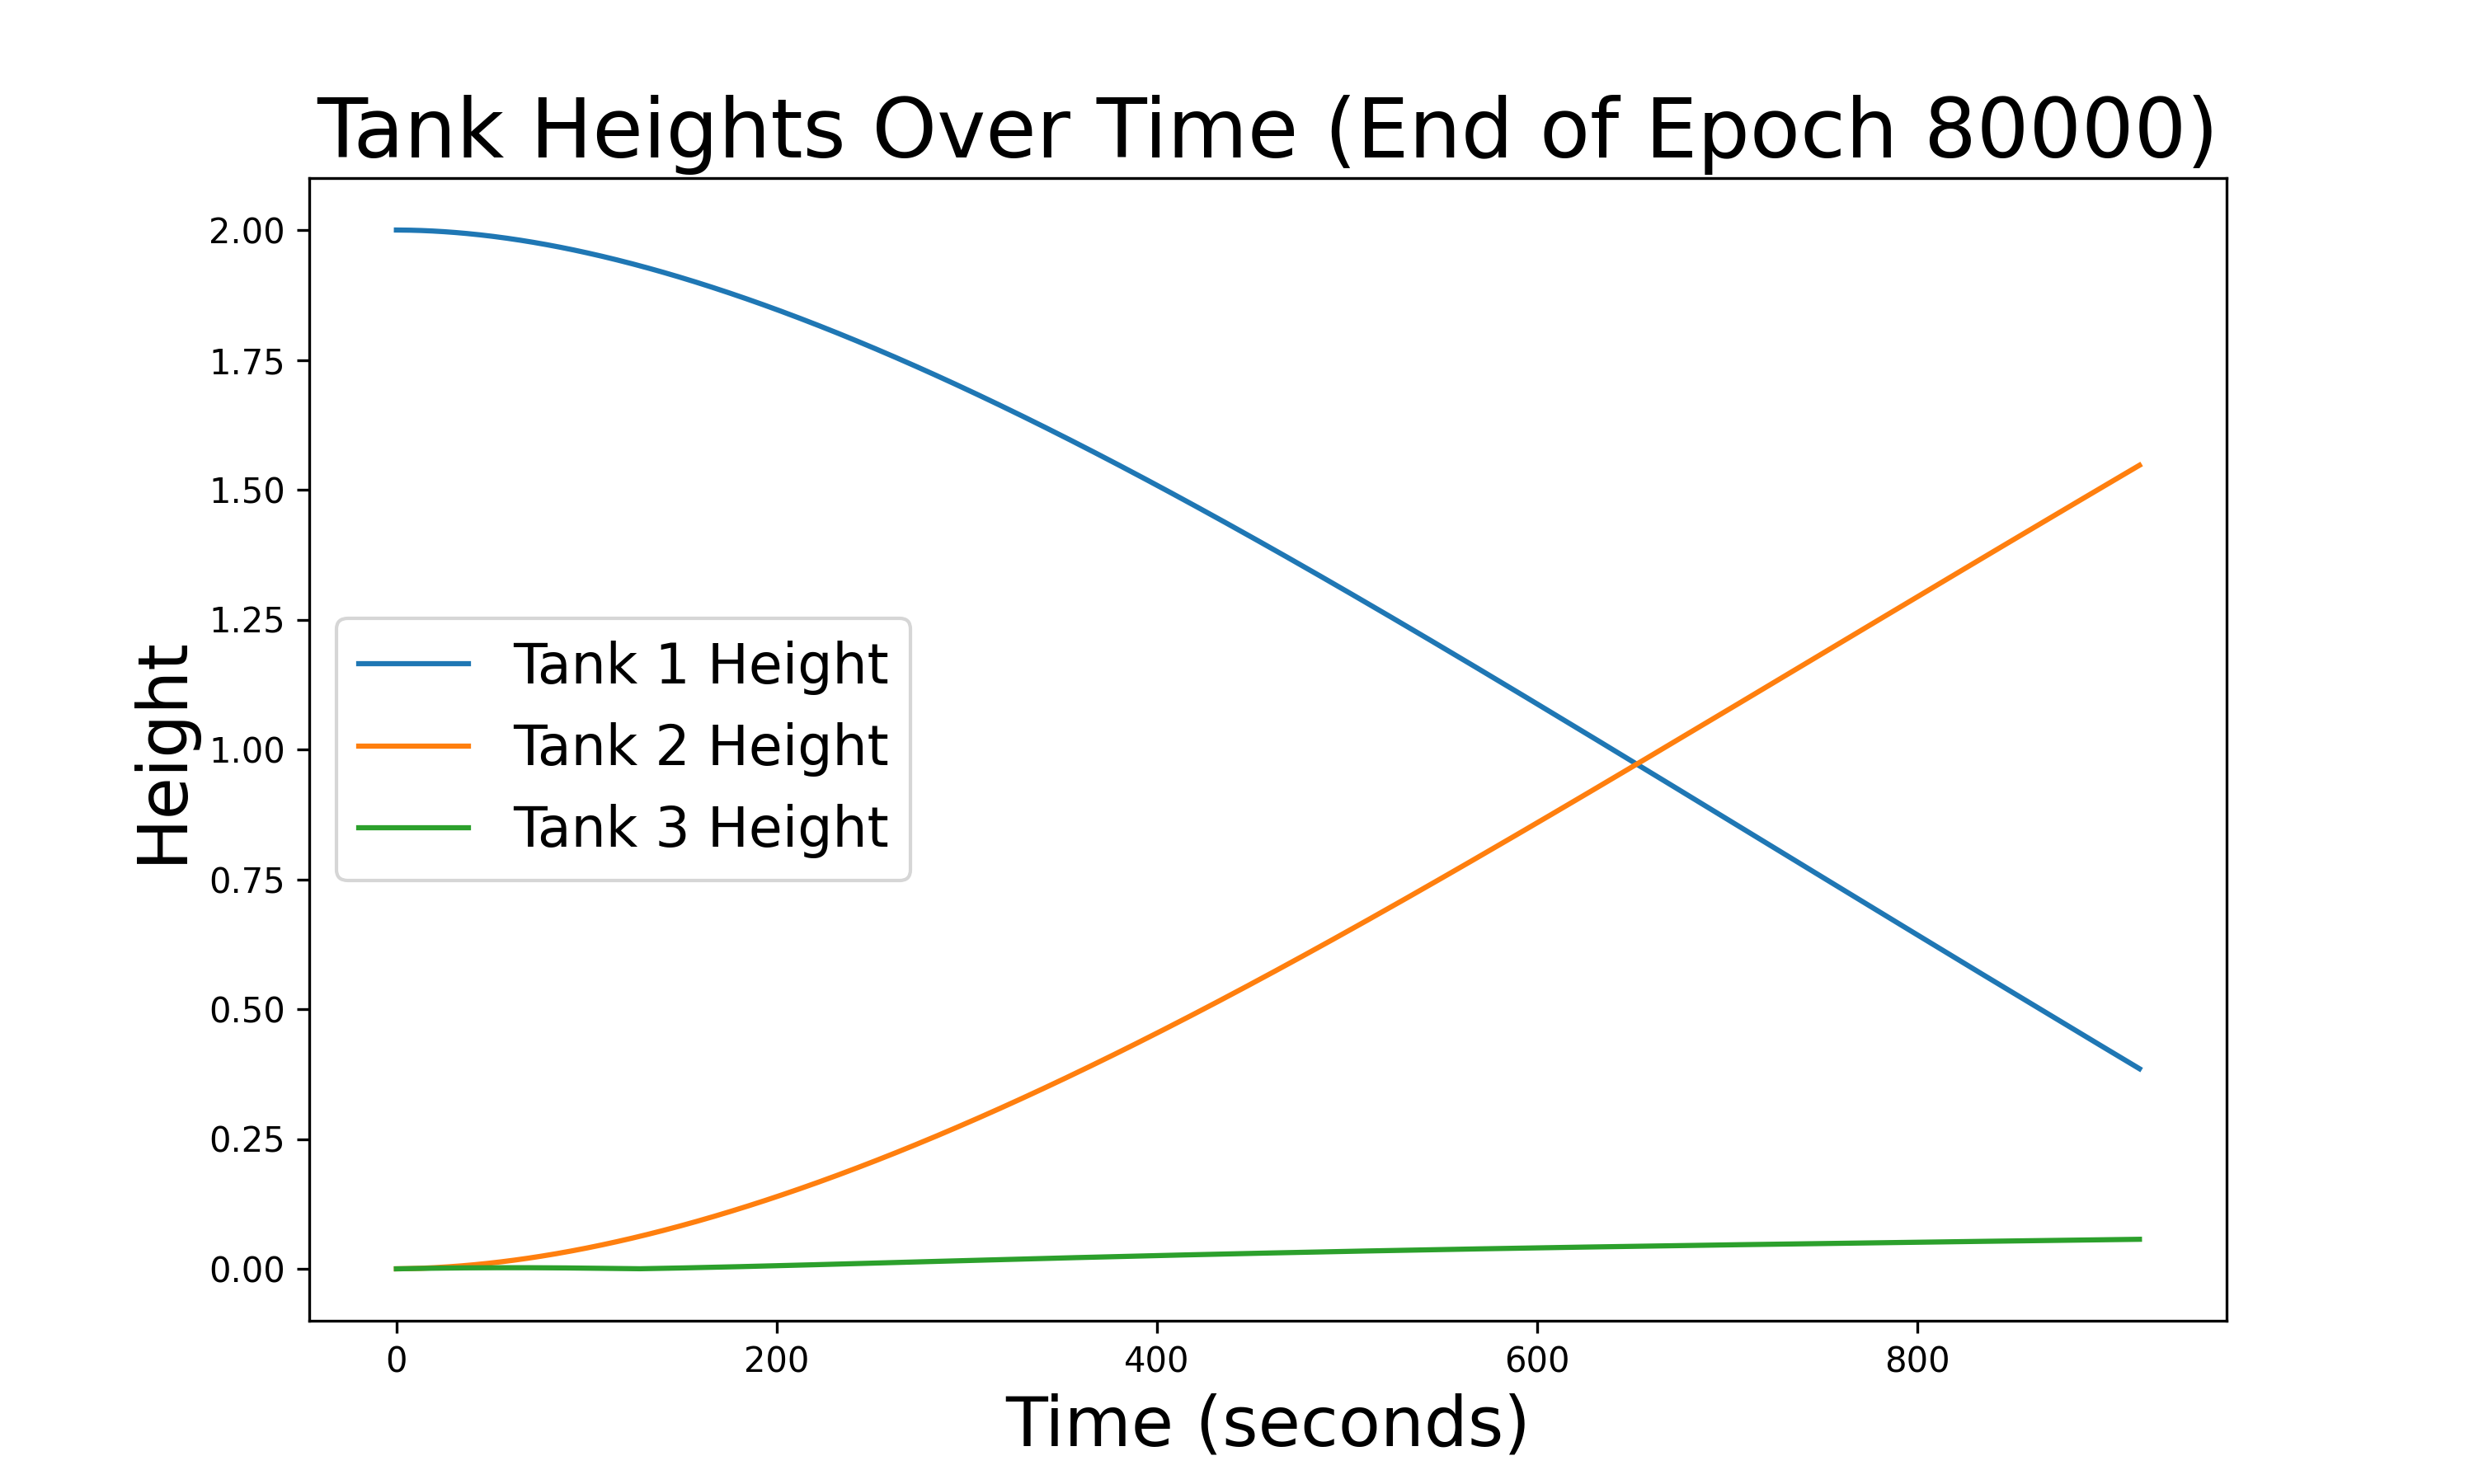 Tank Heights Over Time (End of Epoch 80000)
Height
2.00
1.75
1.50
1.25
1.00
0.75
0.50
0.25
0.00
Tank 1 Height
Tank 2 Height
Tank 3 Height
0 200 400 600 800
Time (seconds)